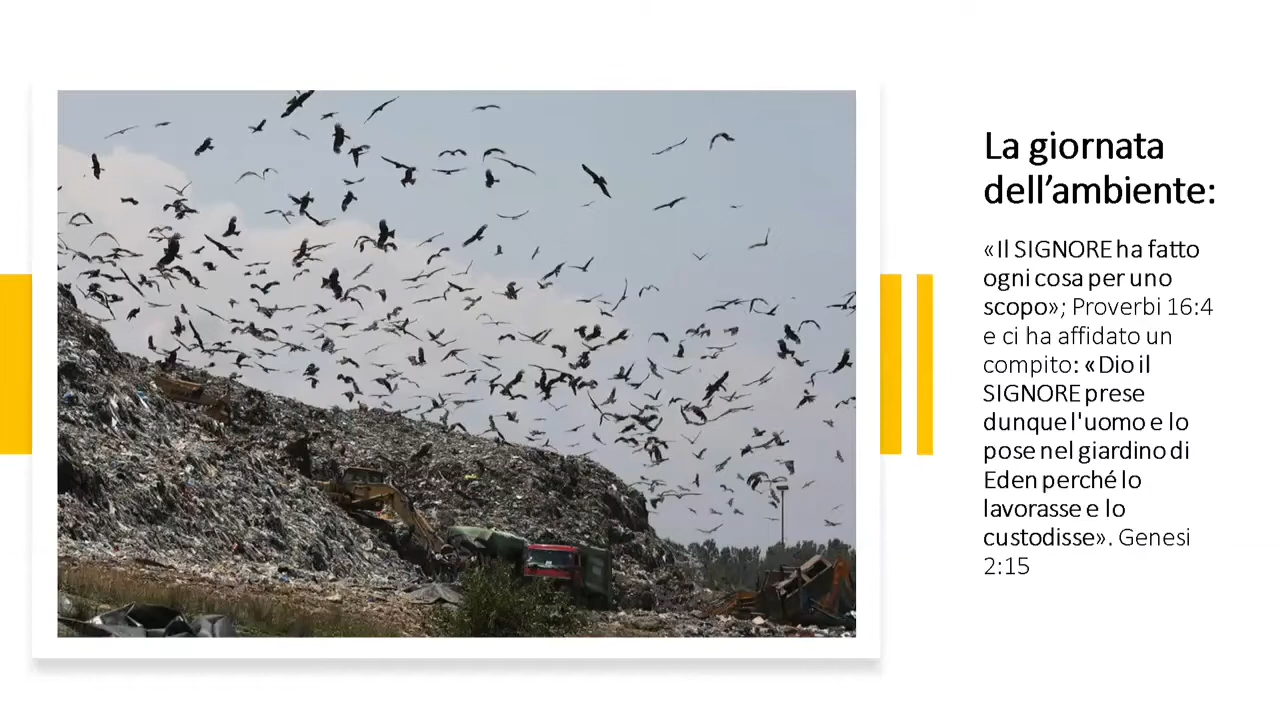 La giornata
dell’ambiente:
«Il SIGNORE ha fatto
ogni cosa per uno
scopo»; Proverbi 16:4
e ci ha affidato un
compito: «Dio il
SIGNORE prese
dunque l'uomo e lo
pose nel giardino di
Eden perché lo
lavorasse e lo
custodisse». Genesi
2:15